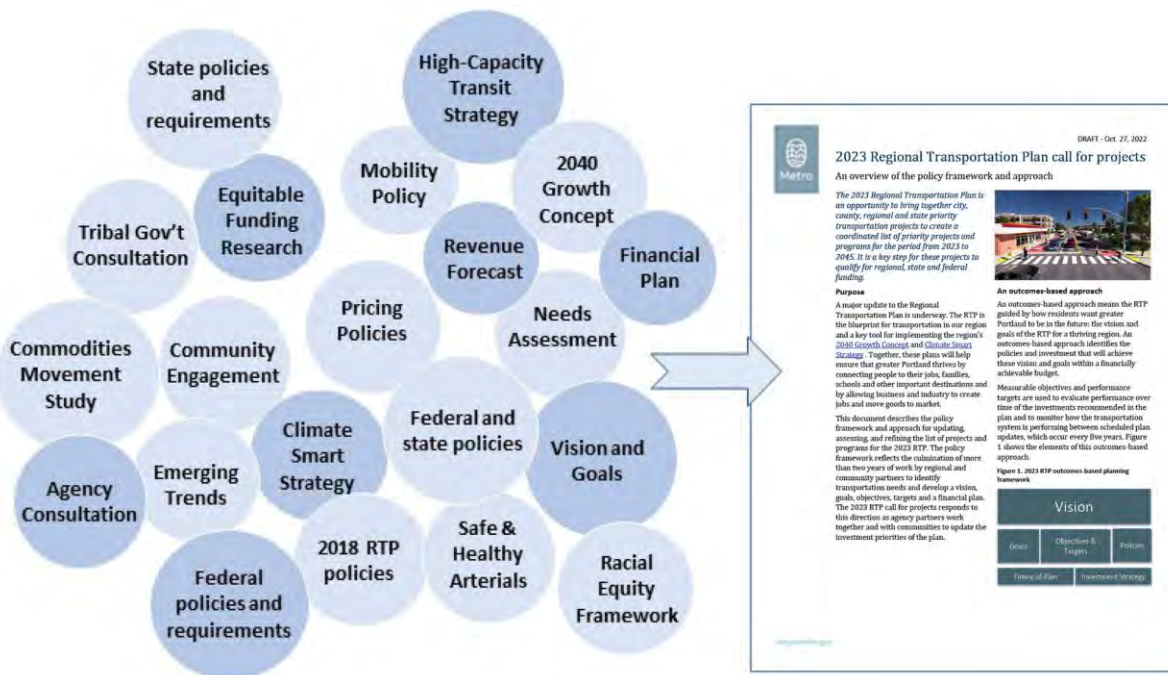 State policies
and
requirements
High-Capacity
Transit
Strategy
Mobility
Policy
2040
Growth
Concept
Equitable
Funding
Research
Tribal Gov't
Consultation
Revenue
Forecast
Financial
Plan
Pricing
Policies
Needs
Assessment
Commodities
Movement
Study
Community
Engagement
Federal and
state policies
Climate
Smart
Strategy
Vision and
Goals
Agency
Consultation
Emerging
Trends
2018 RTP
policies
Safe &
Healthy
Arterials
Racial
Equity
Framework
Federal
policies and
requirements
Metro
DRAFT - Oct. 27, 2022
2023 Regional Transportation Plan call for projects
An overview of the policy framework and approach
The 2023 Regional Transportation Plan is
an opportunity to bring together city,
county, regional and state priority
transportation projects to create a
coordinated list of priority projects and
programs for the period from 2023 to
2045. It is a key step for these projects to
qualify for regional, state and federal
funding.
Purpose
A major update to the Regional
Transportation Plan is underway. The RTP is
the blueprint for transportation in our region
and a key tool for implementing the region's
2040 Growth Concept and Climate Smart
Strategy . Together, these plans will help
ensure that greater Portland thrives by
connecting people to their jobs, families,
schools and other important destinations and
by allowing business and industry to create
jobs and move goods to market.
This document describes the policy
framework and approach for updating,
assessing, and refining the list of projects and
programs for the 2023 RTP. The policy
framework reflects the culmination of more
than two years of work by regional and
community partners to identify
transportation needs and develop a vision,
goals, objectives, targets and a financial plan.
The 2023 RTP call for projects responds to
this direction as agency partners work
together and with communities to update the
investment priorities of the plan.
An outcomes-based approach
An outcomes-based approach means the RTP
guided by how residents want greater
Portland to be in the future: the vision and
goals of the RTP for a thriving region. An
outcomes-based approach identifies the
policies and investment that will achieve
these vision and goals within a financially
achievable budget.
Measurable objectives and performance
targets are used to evaluate performance over
time of the investments recommended in the
plan and to monitor how the transportation
system is performing between scheduled plan
updates, which occur every five years. Figure
1 shows the elements of this outcomes-based
approach.
Figure 1. 2023 RTP outcomes-based planning
framework
Vision
Goals
Objectives &
Targets
Policies
Financial Plan
Investment Strategy